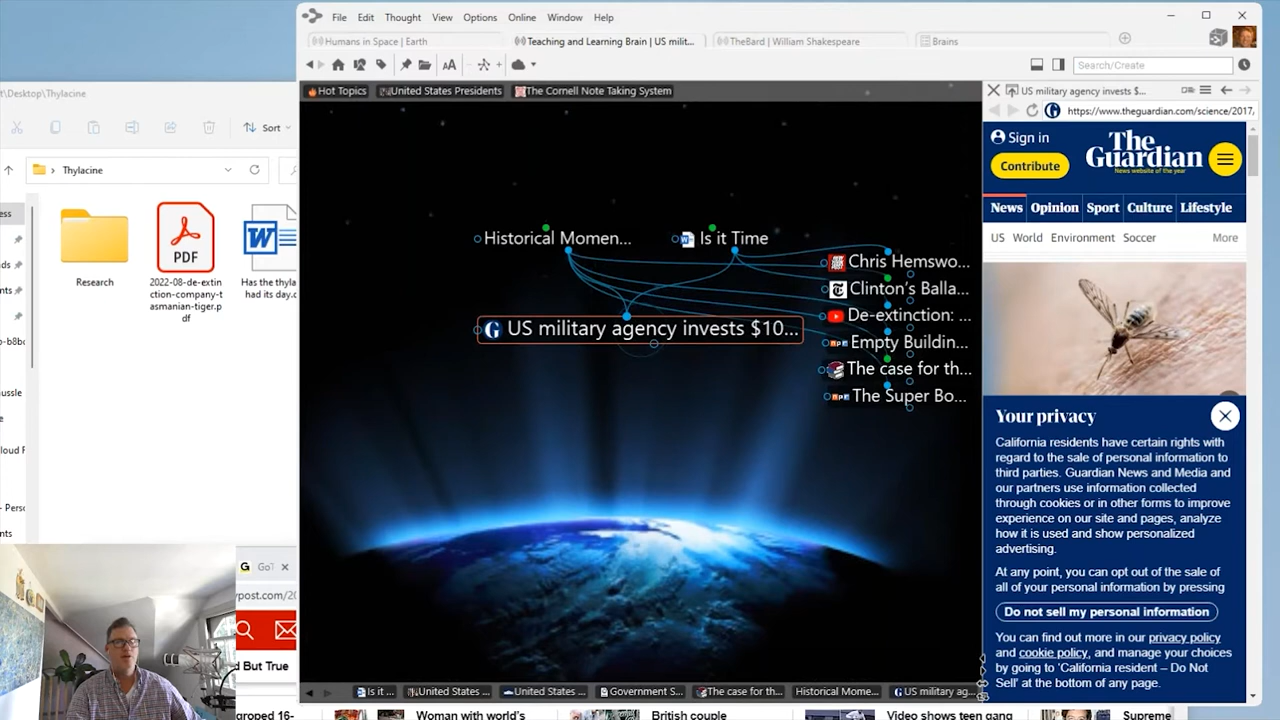 File Edit Thought View Options Online Window Help
Humans in Space | Earth
Teaching and Learning Brain | US milit...
TheBard | William Shakespeare
Brains
AA
Search/Create
Hot Topics
United States Presidents
The Cornell Note Taking System
US military agency invests $...
https://www.theguardian.com/science/2017,
Sign in
Contribute
The Guardian
News website of the year
News Opinion Sport Culture Lifestyle
US World Environment Soccer More
t\Desktop\Thylacine
Sort
Thylacine
Research
PDF
2022-08-de-extin
ction-company-t
asmanian-tiger.p
df
W
Has the thyla
had its day.d
Historical Momen...
Is it Time
Chris Hemswo...
Clinton's Balla...
De-extinction: ...
Empty Buildin...
The case for th...
The Super Bo...
US military agency invests $10...
Your privacy
California residents have certain rights with
regard to the sale of personal information to
third parties. Guardian News and Media and
our partners use information collected
through cookies or in other forms to improve
experience on our site and pages, analyze
how it is used and show personalized
advertising.
At any point, you can opt out of the sale of
all of your personal information by pressing
Do not sell my personal information
You can find out more in our privacy policy
and cookie policy, and manage your choices
by going to 'California resident – Do Not
Sell' at the bottom of any page.
ypost.com/20
d But True
Is it ...
United States ...
United States ...
Government S...
The case for th...
Historical Mome...
US military ag...
groped 16-
Woman with world's
British couple
Video shows teen gang
Supreme